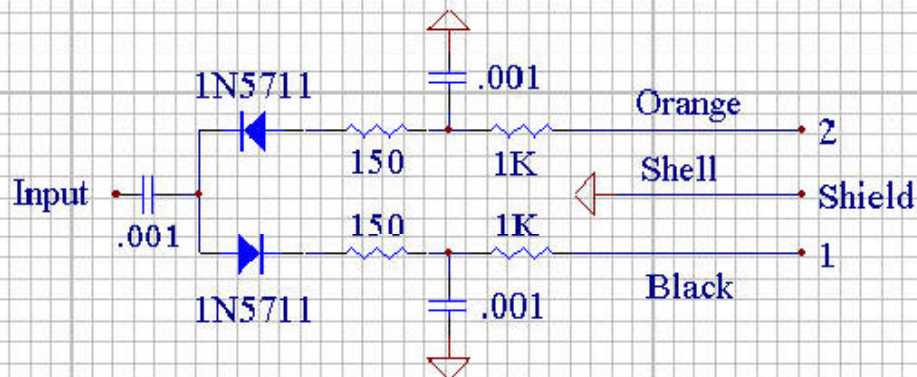 .001
1N5711
Orange
2
150
1K
Shell
Input
Shield
.001
150
1K
1
Black
1N5711
.001